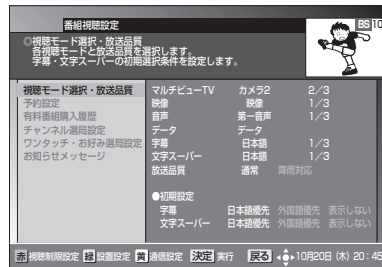 番組視聴設定
BS 10
◎視聴モード選択・放送品質
各視聴モードと放送品質を選択します。
字幕・文字スーパーの初期選択条件を設定します。
視聴モード選択・放送品質
予約設定
有料番組購入履歴
チャンネル選局設定
ワンタッチ・お好み選局設定
お知らせメッセージ
マルチビューTV カメラ2 2/3
映像 映像 1/3
音声 第一音声 1/3
データ データ
字幕 日本語 1/3
文字スーパー 日本語 1/3
放送品質 通常 降雨対応
●初期設定
字幕 日本語優先 外国語優先 表示しない
文字スーパー 日本語優先 外国語優先 表示しない
赤 視聴制限設定 緑 設置設定 黄 通信設定 決定 実行 戻る 10月20日 (木) 20:45